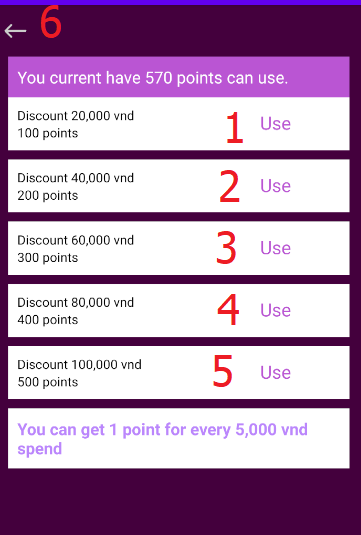 6
You current have 570 points can use.
Discount 20,000 vnd
100 points
1
Use
Discount 40,000 vnd
200 points
2
Use
Discount 60,000 vnd
300 points
3
Use
Discount 80,000 vnd
400 points
4
Use
Discount 100,000 vnd
500 points
5
Use
You can get 1 point for every 5,000 vnd
spend